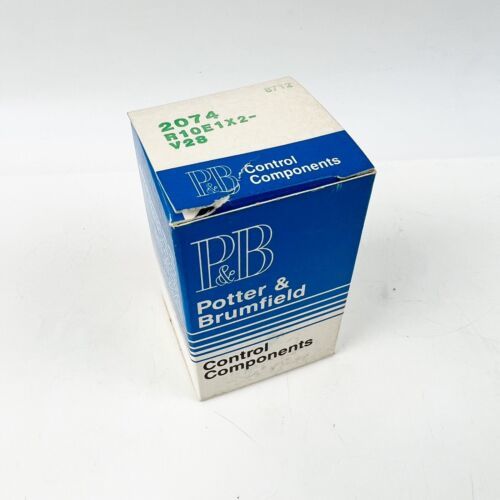 8712
2074
R10E1X2-
V28
P&B
Control
Components
P&B
Potter &
Brumfield
Control
Components